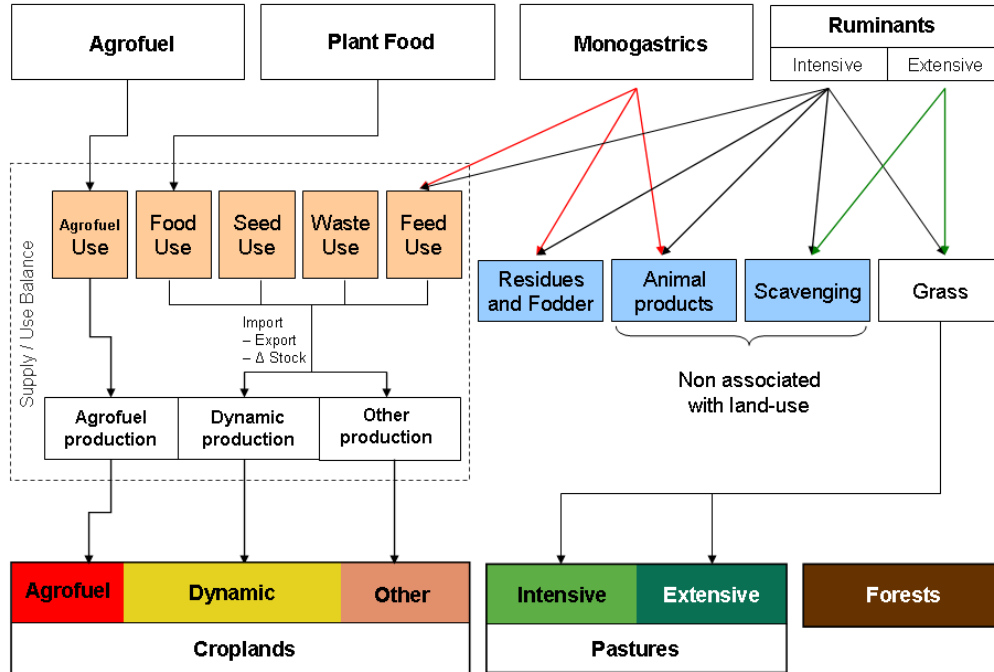 Agrofuel
Plant Food
Monogastrics
Ruminants
Intensive
Extensive
Supply / Use Balance
Agrofuel
Use
Food
Use
Seed
Use
Waste
Use
Feed
Use
Residues
and Fodder
Animal
products
Scavenging
Grass
Import
– Export
– Δ Stock
Non associated
with land-use
Agrofuel
production
Dynamic
production
Other
production
Agrofuel
Dynamic
Other
Croplands
Intensive
Extensive
Pastures
Forests